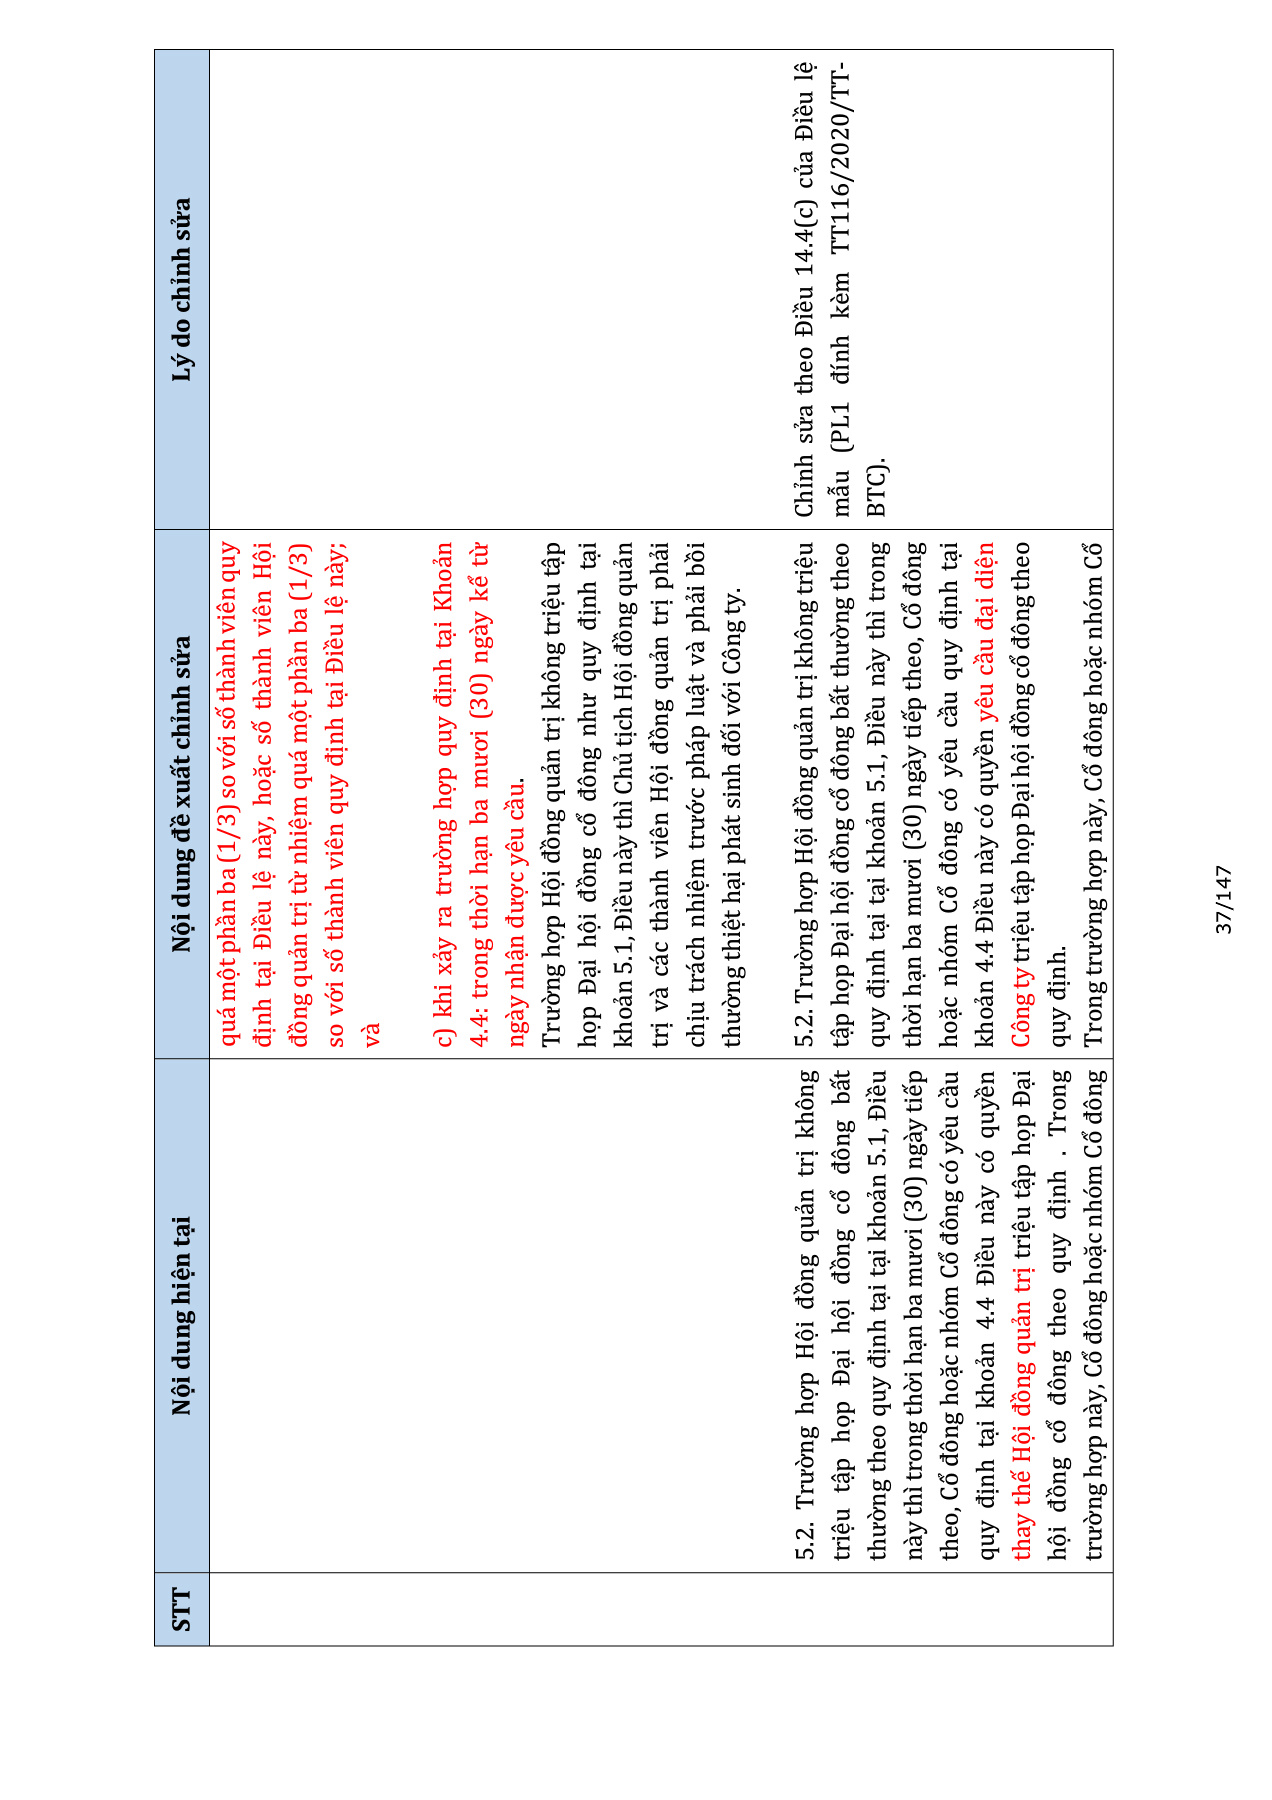 STT
Nội dung hiện tại
Nội dung đề xuất chỉnh sửa
Lý do chỉnh sửa
quá một phần ba (1/3) so với số thành viên quy
định tại Điều lệ này, hoặc số thành viên Hội
đồng quản trị từ nhiệm quá một phần ba (1/3)
so với số thành viên quy định tại Điều lệ này;
và
c) khi xảy ra trường hợp quy định tại Khoản
4.4: trong thời hạn ba mươi (30) ngày kể từ
ngày nhận được yêu cầu.
Trường hợp Hội đồng quản trị không triệu tập
họp Đại hội đồng cổ đông như quy định tại
khoản 5.1, Điều này thì Chủ tịch Hội đồng quản
trị và các thành viên Hội đồng quản trị phải
chịu trách nhiệm trước pháp luật và phải bồi
thường thiệt hại phát sinh đối với Công ty.
5.2. Trường hợp Hội đồng quản trị không
triệu tập họp Đại hội đồng cổ đông bất
thường theo quy định tại tại khoản 5.1, Điều
này thì trong thời hạn ba mươi (30) ngày tiếp
theo, Cổ đông hoặc nhóm Cổ đông có yêu cầu
quy định tại khoản 4.4 Điều này có quyền
thay thế Hội đồng quản trị triệu tập họp Đại
hội đồng cổ đông theo quy định . Trong
trường hợp này, Cổ đông hoặc nhóm Cổ đông
5.2. Trường hợp Hội đồng quản trị không triệu
tập họp Đại hội đồng cổ đông bất thường theo
quy định tại tại khoản 5.1, Điều này thì trong
thời hạn ba mươi (30) ngày tiếp theo, Cổ đông
hoặc nhóm Cổ đông có yêu cầu quy định tại
khoản 4.4 Điều này có quyền yêu cầu đại diện
Công ty triệu tập họp Đại hội đồng cổ đông theo
quy định.
Trong trường hợp này, Cổ đông hoặc nhóm Cổ
Chỉnh sửa theo Điều 14.4(c) của Điều lệ
mẫu (PL1 đính kèm TT116/2020/TT-
BTC).
37/147